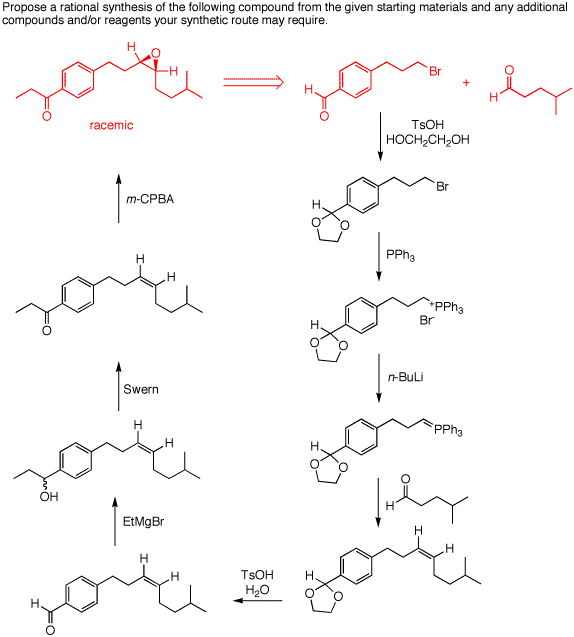 Propose a rational synthesis of the following compound from the given starting materials and any additional
compounds and/or reagents your synthetic route may require.
H O
H
O
racemic
Br
H
O
+
O
H
TsOH
HOCH2CH2OH
m-CPBA
H
O O
Br
PPh3
H
H
O
H
O O
+PPh3
Br-
Swern
n-BuLi
H
H
OH
H
O O
PPh3
O
H
EtMgBr
H
H
H
O
TsOH
H2O
H
H
H
O O